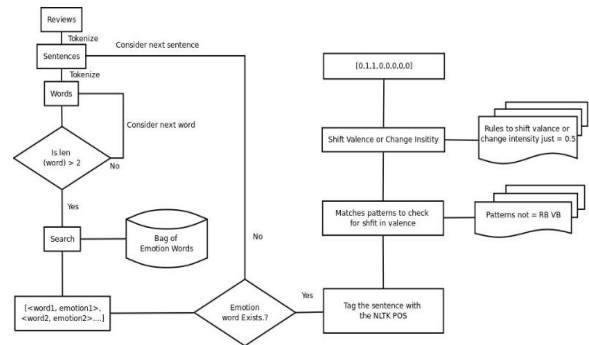 Reviews
Tokenize
Sentences
Consider next sentence
Tokenize
Words
Consider next word
Is len
(word) > 2
No
Yes
Search
Bag of
Emotion Words
[<word1, emotion1>,
<word2, emotion2>....]
Emotion
word Exists.?
No
Yes
Tag the sentence with
the NLTK POS
Matches patterns to check
for shfit in valence
Patterns not = RB VB
Shift Valence or Change Insitity
Rules to shift valance or
change intensity just = 0.5
[0,1,1,0,0,0,0,0]